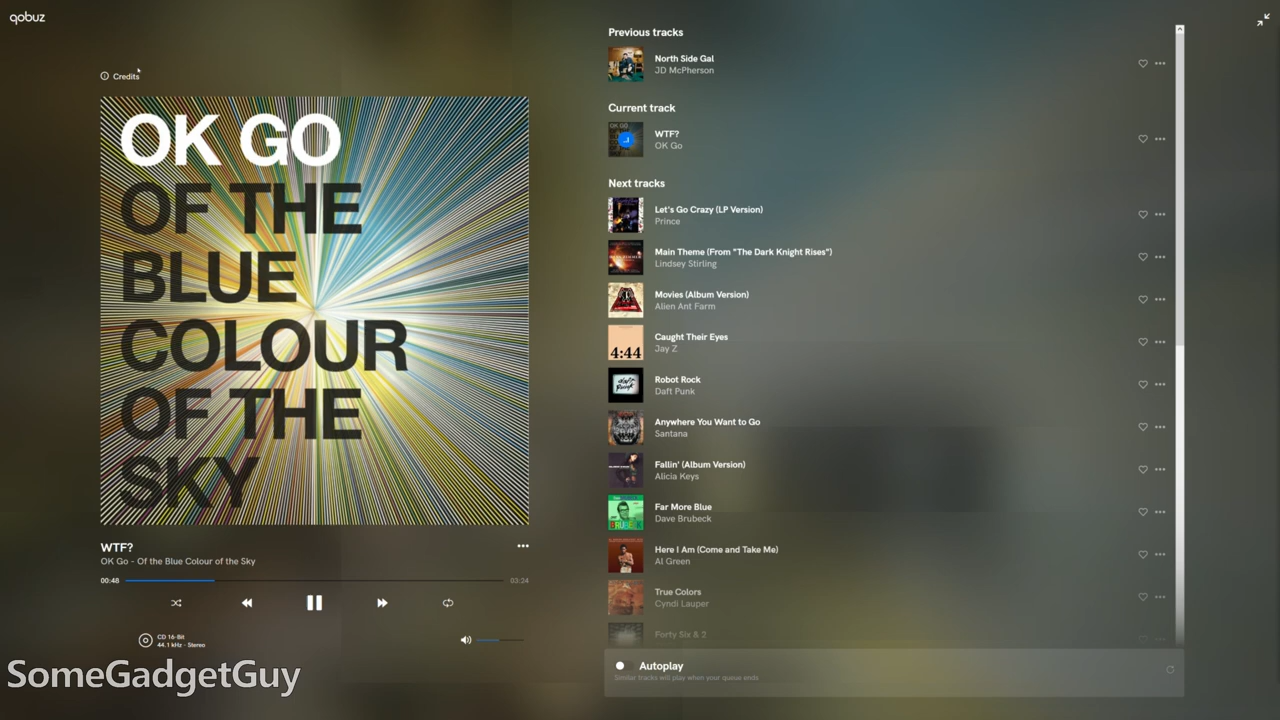 qobuz
Credits
OK GO
OF THE
BLUE
COLOUR
OF THE
SKY
WTF?
OK Go - Of the Blue Colour of the Sky
00:48
03:24
CD 16-Bit
44.1 kHz - Stereo
SomeGadgetGuy
Previous tracks
North Side Gal
JD McPherson
Current track
OK GO
WTF?
OK Go
Next tracks
Let's Go Crazy (LP Version)
Prince
Main Theme (From "The Dark Knight Rises")
Lindsey Stirling
Movies (Album Version)
Alien Ant Farm
4:44
Caught Their Eyes
Jay Z
Robot Rock
Daft Punk
Anywhere You Want to Go
Santana
Fallin' (Album Version)
Alicia Keys
BRUBECK
Far More Blue
Dave Brubeck
Here I Am (Come and Take Me)
Al Green
True Colors
Cyndi Lauper
Forty Six & 2
Autoplay
Similar tracks will play when your queue ends